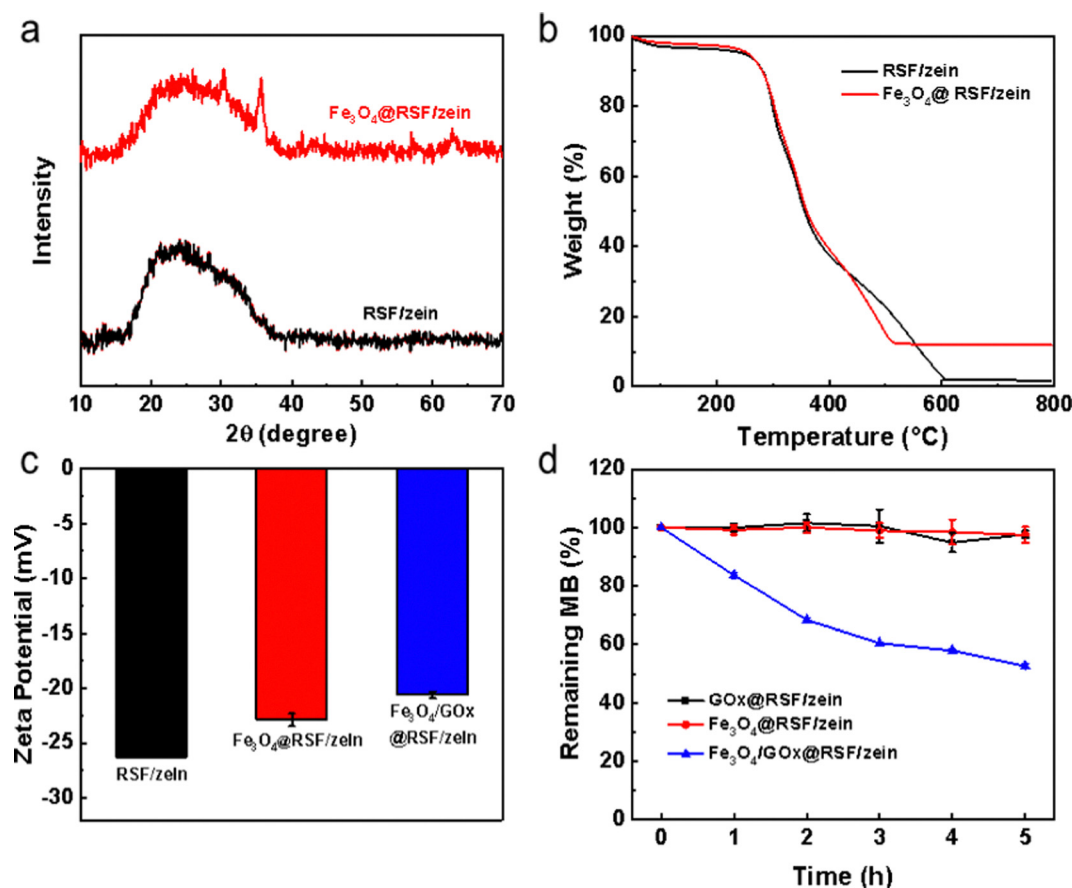 a
Fe₃O₄@RSF/zein
RSF/zein
Intensity
10 20 30 40 50 60 70
2θ (degree)
b
RSF/zein
Fe₃O₄@ RSF/zein
Weight (%)
100
80
60
40
20
0
200 400 600 800
Temperature (°C)
c
Zeta Potential (mV)
0
-5
-10
-15
-20
-25
-30
RSF/zein
Fe₃O₄@RSF/zein
Fe₃O₄/GOx
@RSF/zein
d
Remaining MB (%)
120
100
80
60
40
20
0
GOx@RSF/zein
Fe₃O₄@RSF/zein
Fe₃O₄/GOx@RSF/zein
0 1 2 3 4 5
Time (h)